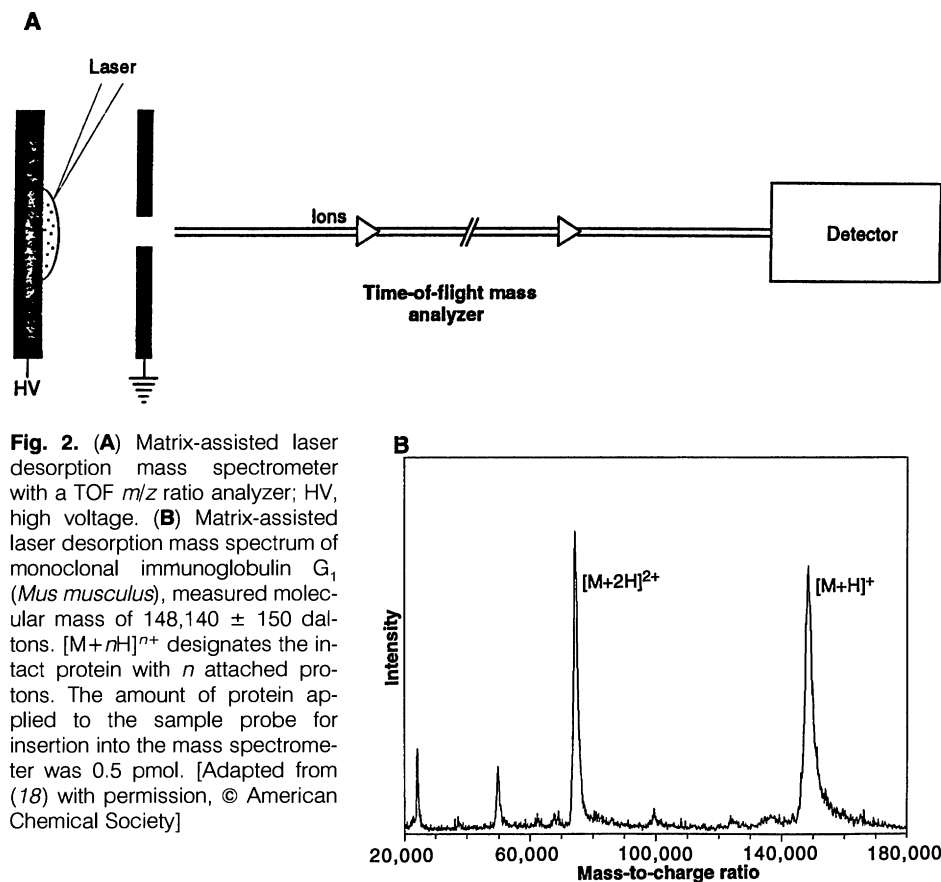 A
Laser
Ions
Detector
Time-of-flight mass
analyzer
HV
Fig. 2. (A) Matrix-assisted laser
desorption mass spectrometer
with a TOF m/z ratio analyzer; HV,
high voltage. (B) Matrix-assisted
laser desorption mass spectrum of
monoclonal immunoglobulin G₁
(Mus musculus), measured molec-
ular mass of 148,140 ± 150 dal-
tons. [M+nH]ⁿ⁺ designates the in-
tact protein with n attached pro-
tons. The amount of protein ap-
plied to the sample probe for
insertion into the mass spectrome-
ter was 0.5 pmol. [Adapted from
(18) with permission, © American
Chemical Society]
B
[M+2H]²⁺
[M+H]⁺
Intensity
20,000 60,000 100,000 140,000 180,000
Mass-to-charge ratio